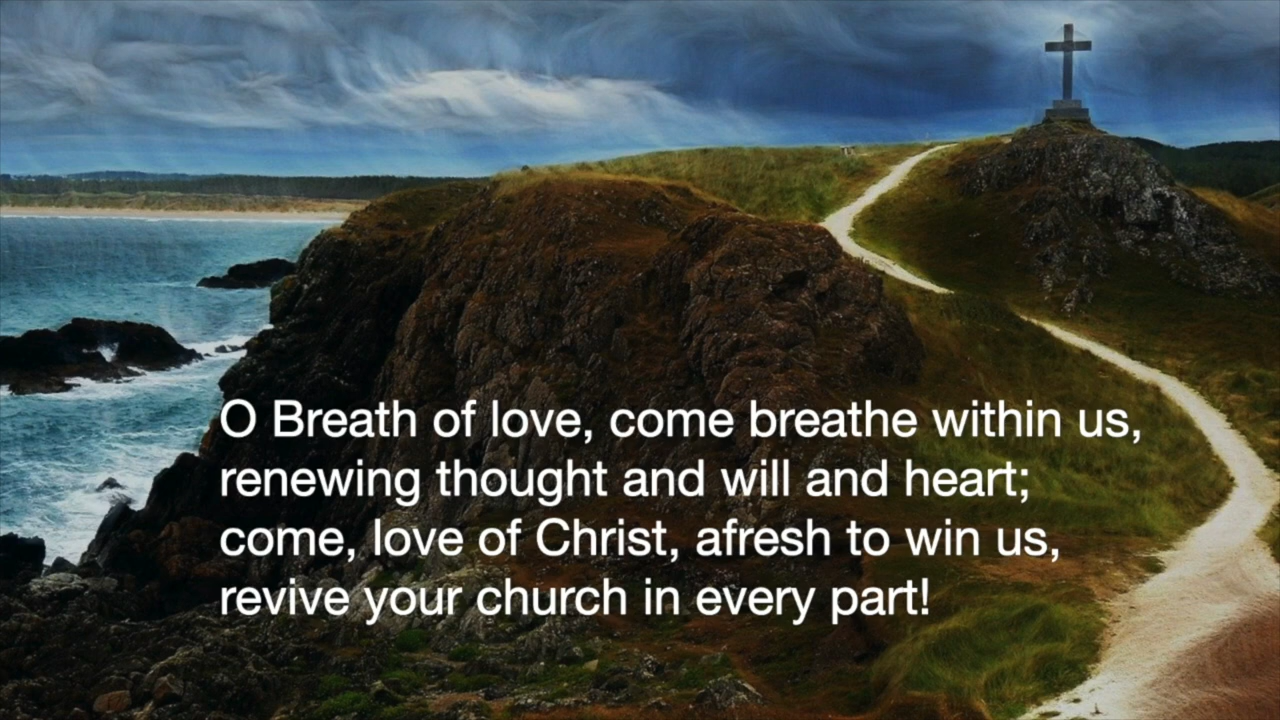 O Breath of love, come breathe within us,
renewing thought and will and heart;
come, love of Christ, afresh to win us,
revive your church in every part!